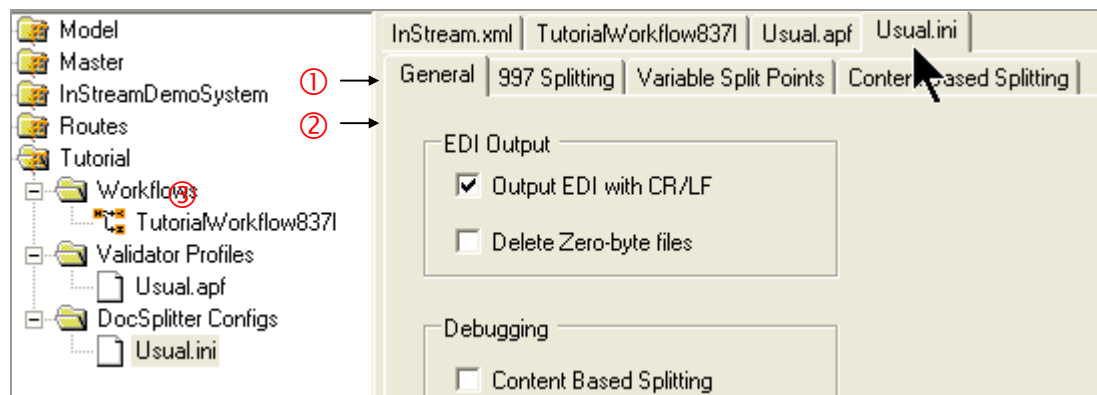 Model
Master
InStreamDemoSystem
Routes
Tutorial
Workflows
TutorialWorkflow837I
Validator Profiles
Usual.apf
DocSplitter Configs
Usual.ini
①
②
③
InStream.xml TutorialWorkflow837I Usual.apf Usual.ini
General 997 Splitting Variable Split Points Content Based Splitting
EDI Output
Output EDI with CR/LF
Delete Zero-byte files
Debugging
Content Based Splitting